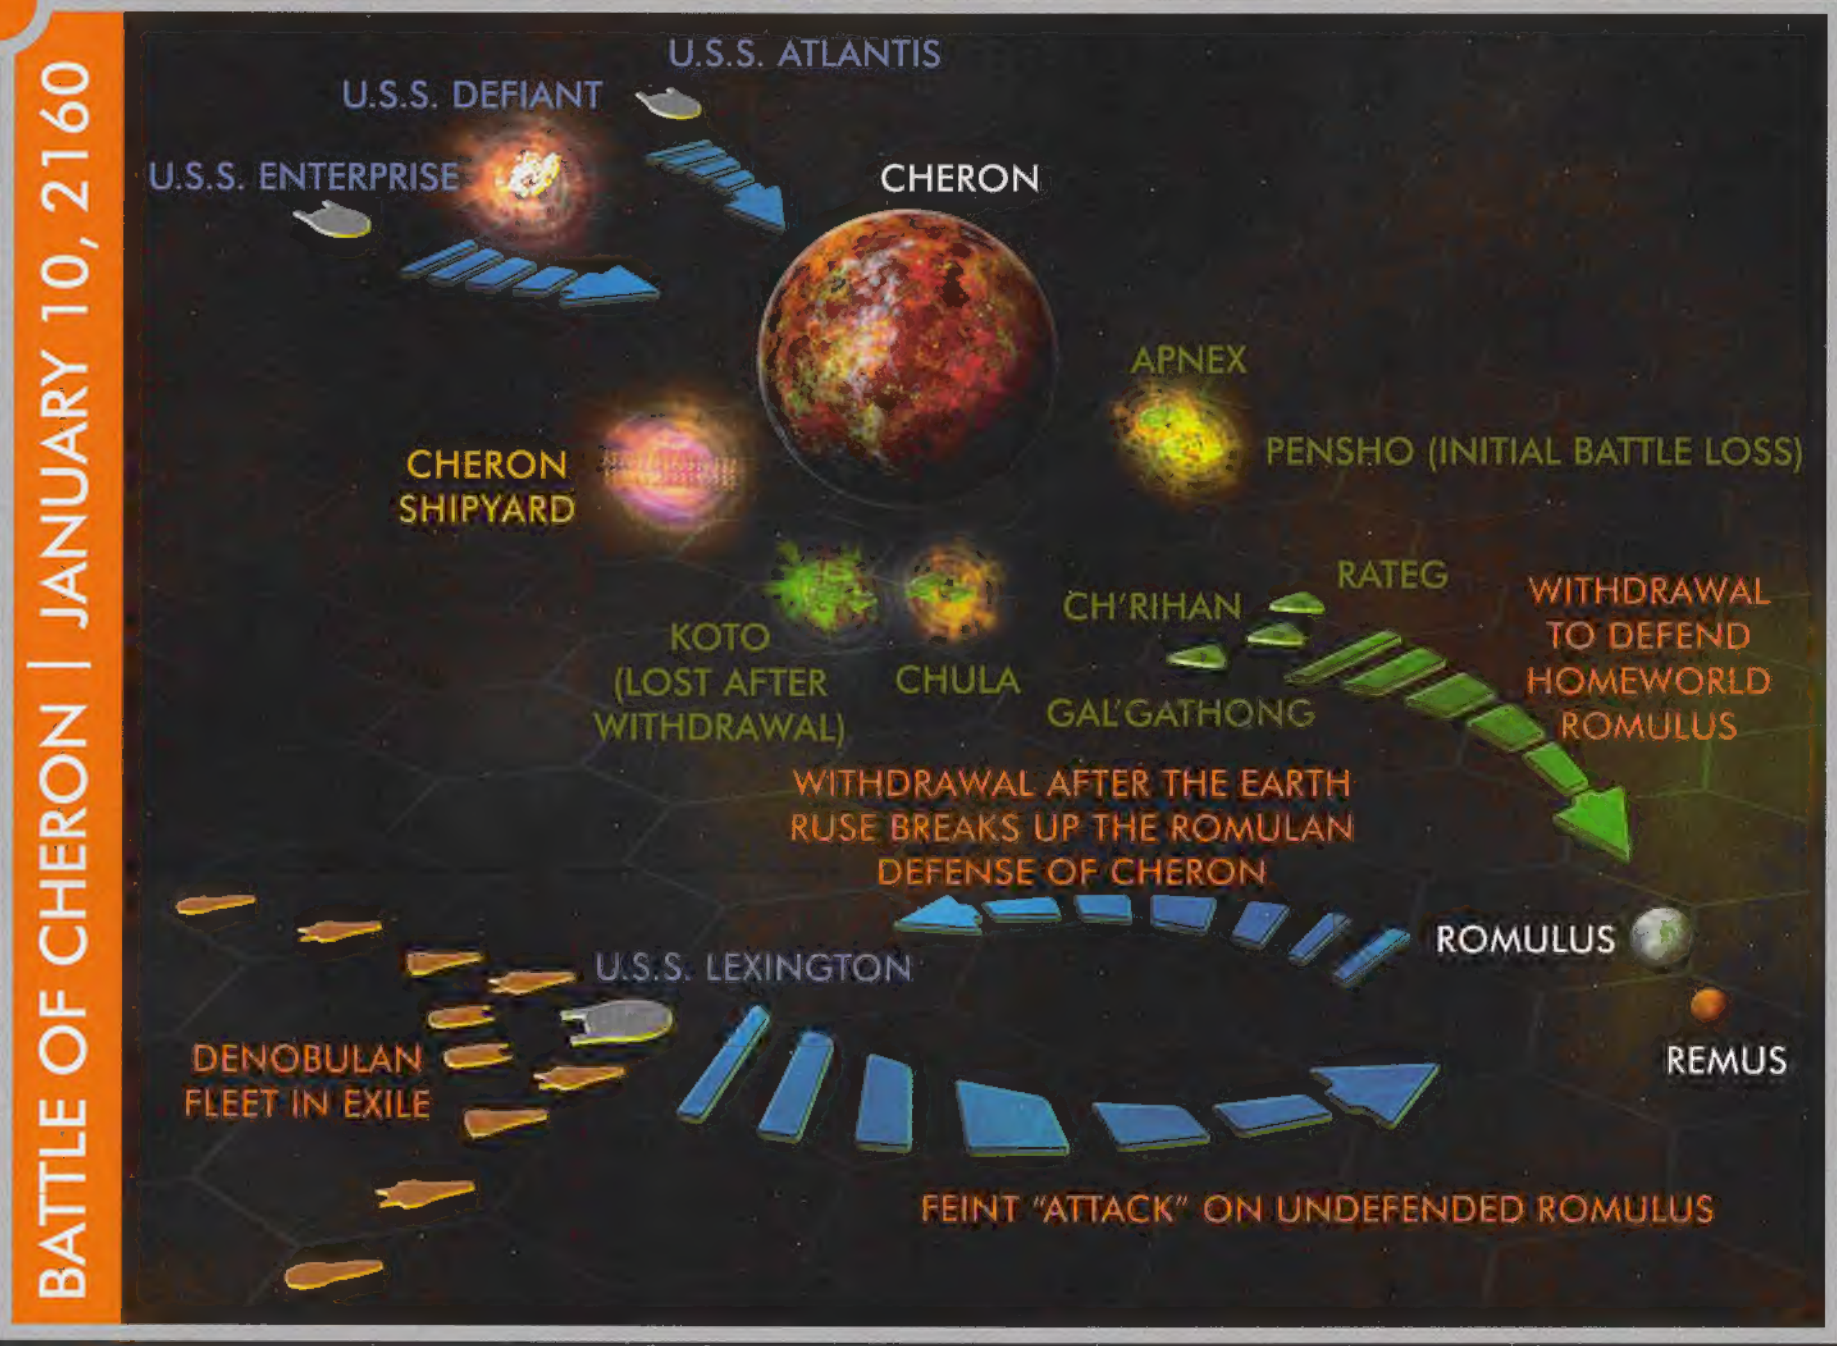 BATTLE OF CHERON | JANUARY 10, 2160
U.S.S. ATLANTIS
U.S.S. DEFIANT
U.S.S. ENTERPRISE
CHERON
APNEX
PENSHO (INITIAL BATTLE LOSS)
CHERON
SHIPYARD
KOTO
(LOST AFTER
WITHDRAWAL)
CHULA
CH'RIHAN
RATEG
GAL'GATHONG
WITHDRAWAL
TO DEFEND
HOMEWORLD
ROMULUS
WITHDRAWAL AFTER THE EARTH
RUSE BREAKS UP THE ROMULAN
DEFENSE OF CHERON
ROMULUS
REMUS
U.S.S. LEXINGTON
DENOBULAN
FLEET IN EXILE
FEINT "ATTACK" ON UNDEFENDED ROMULUS